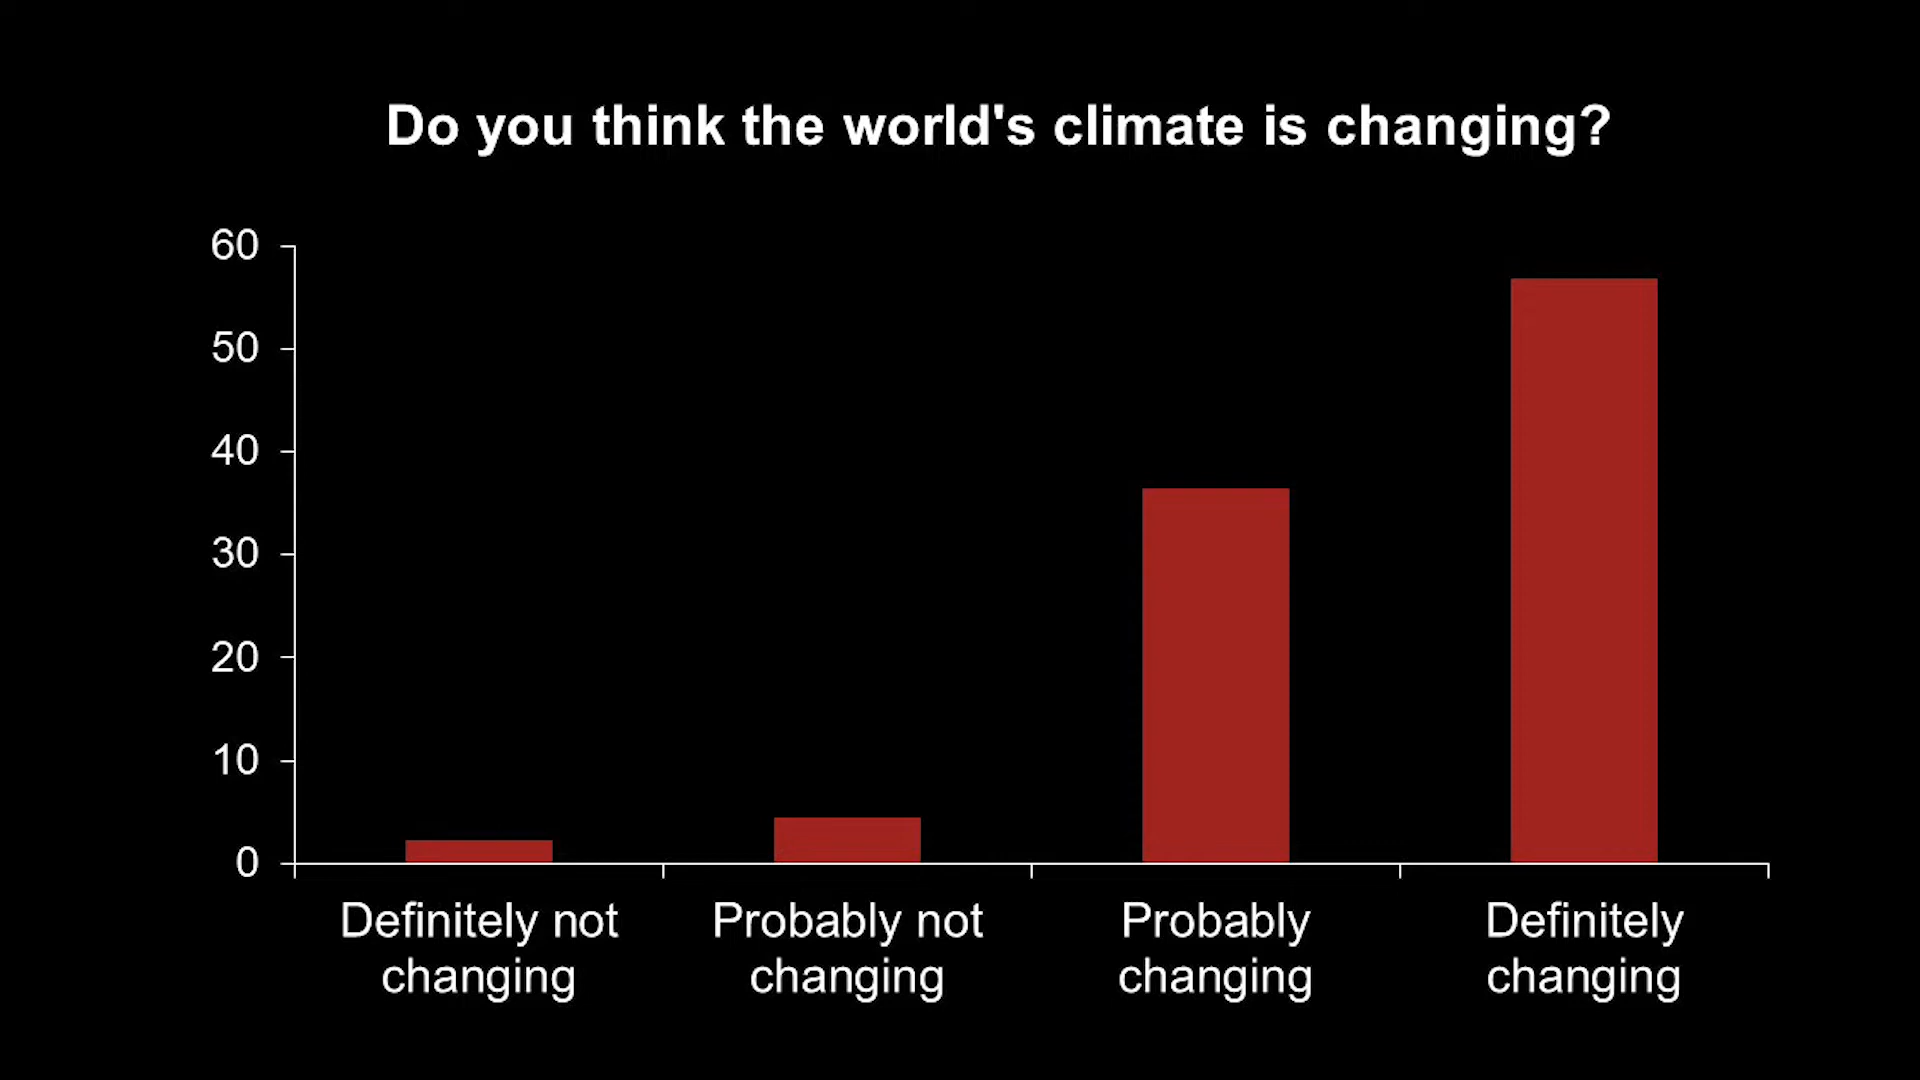 Do you think the world's climate is changing?
60
50
40
30
20
10
0
Definitely not
changing
Probably not
changing
Probably
changing
Definitely
changing